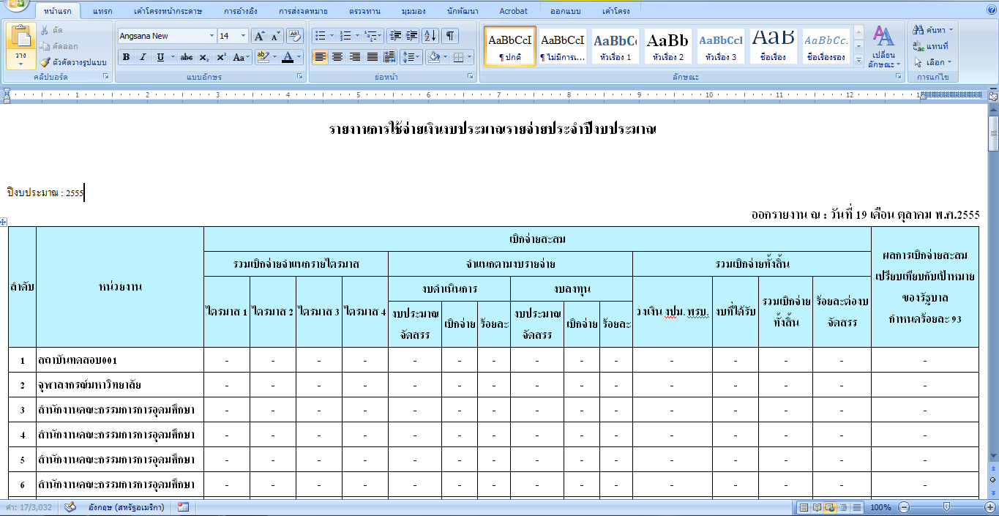 หน้าแรก แทรก เค้าโครงหน้ากระดาษ การอ้างอิง การส่งจดหมาย ตรวจทาน มุมมอง นักพัฒนา Acrobat ออกแบบ เค้าโครง
วาง
ตัด
คัดลอก
ตัวคัดวางรูปแบบ
คลิปบอร์ด
Angsana New 14
แบบอักษร
ย่อหน้า
AaBbCcI AaBbCcI AaBbC AaBb AaBbCcI AaB AaBbCc.
¶ ปกติ ¶ ไม่มีการเ... หัวเรื่อง 1 หัวเรื่อง 2 หัวเรื่อง 3 ชื่อเรื่อง ชื่อเรื่องรอง
เปลี่ยน
ลักษณะ
ลักษณะ
ค้นหา
แทนที่
เลือก
การแก้ไข
1 2 3 4 5 6 7 8 9 10 11 12
รายงานการใช้จ่ายเงินงบประมาณรายจ่ายประจำปีงบประมาณ
ปีงบประมาณ : 2555
ออกรายงาน ณ : วันที่ 19 เดือน ตุลาคม พ.ศ.2555
ลำดับ หน่วยงาน เบิกจ่ายสะสม
ผลการเบิกจ่ายสะสม
เปรียบเทียบกับเป้าหมาย
ของรัฐบาล
กำหนดร้อยละ 93
รวมเบิกจ่ายจำแนกรายไตรมาส จำแนกตามงบรายจ่าย รวมเบิกจ่ายทั้งสิ้น
ไตรมาส 1 ไตรมาส 2 ไตรมาส 3 ไตรมาส 4 งบดำเนินการ งบลงทุน
งบประมาณ
จัดสรร
เบิกจ่าย ร้อยละ
งบประมาณ
จัดสรร
เบิกจ่าย ร้อยละ
วงเงิน งปม. พรบ. งบที่ได้รับ
รวมเบิกจ่าย
ทั้งสิ้น
ร้อยละต่องบ
จัดสรร
1 สถาบันทดสอบ001 - - - - - - - - - - - - - - -
2 จุฬาลงกรณ์มหาวิทยาลัย - - - - - - - - - - - - - - -
3 สำนักงานคณะกรรมการการอุดมศึกษา - - - - - - - - - - - - - - -
4 สำนักงานคณะกรรมการการอุดมศึกษา - - - - - - - - - - - - - - -
5 สำนักงานคณะกรรมการการอุดมศึกษา - - - - - - - - - - - - - - -
6 สำนักงานคณะกรรมการการอุดมศึกษา - - - - - - - - - - - - - - -
คำ: 17/3,032 อังกฤษ (สหรัฐอเมริกา) 100%